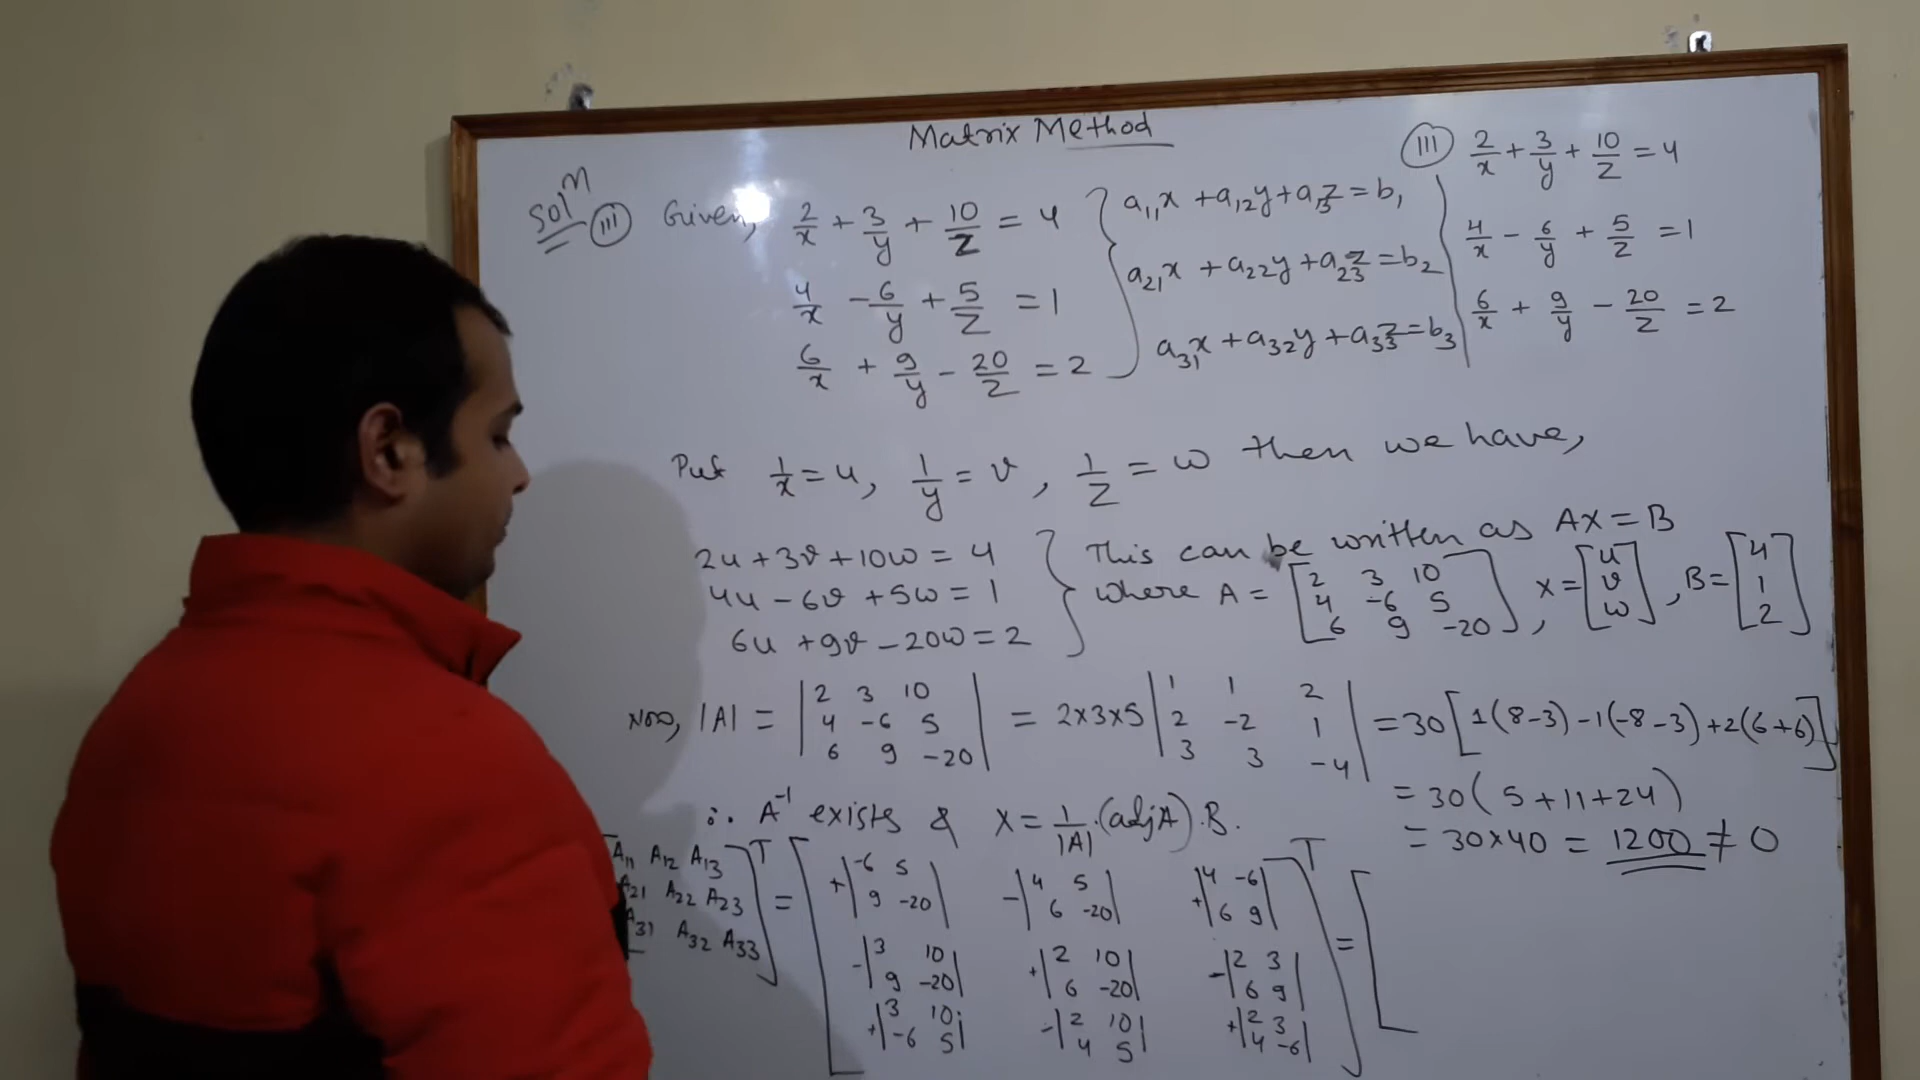 Matrix Method
Solⁿ (III) Given, 2/x + 3/y + 10/z = 4
4/x - 6/y + 5/z = 1
6/x + 9/y - 20/z = 2
a₁₁x + a₁₂y + a₁₃z = b₁
a₂₁x + a₂₂y + a₂₃z = b₂
a₃₁x + a₃₂y + a₃₃z = b₃
(III) 2/x + 3/y + 10/z = 4
4/x - 6/y + 5/z = 1
6/x + 9/y - 20/z = 2
Put 1/x = u, 1/y = v, 1/z = w then we have,
2u + 3v + 10w = 4
4u - 6v + 5w = 1
6u + 9v - 20w = 2
This can be written as AX = B
where A = [2 3 10; 4 -6 5; 6 9 -20], X = [u; v; w], B = [4; 1; 2]
Now, |A| = |2 3 10; 4 -6 5; 6 9 -20| = 2x3x5 |1 1 2; 2 -2 1; 3 3 -4| = 30[1(8-3) -1(-8-3) +2(6+6)]
= 30(5+11+24)
= 30x40 = 1200 ≠ 0
∴ A⁻¹ exists & X = 1/|A| . (adjA) . B.
[A₁₁ A₁₂ A₁₃; A₂₁ A₂₂ A₂₃; A₃₁ A₃₂ A₃₃]ᵀ = [+|-6 5; 9 -20| -|4 5; 6 -20| +|4 -6; 6 9|; -|3 10; 9 -20| +|2 10; 6 -20| -|2 3; 6 9|; +|3 10; -6 5| -|2 10; 4 5| +|2 3; 4 -6|]ᵀ = [